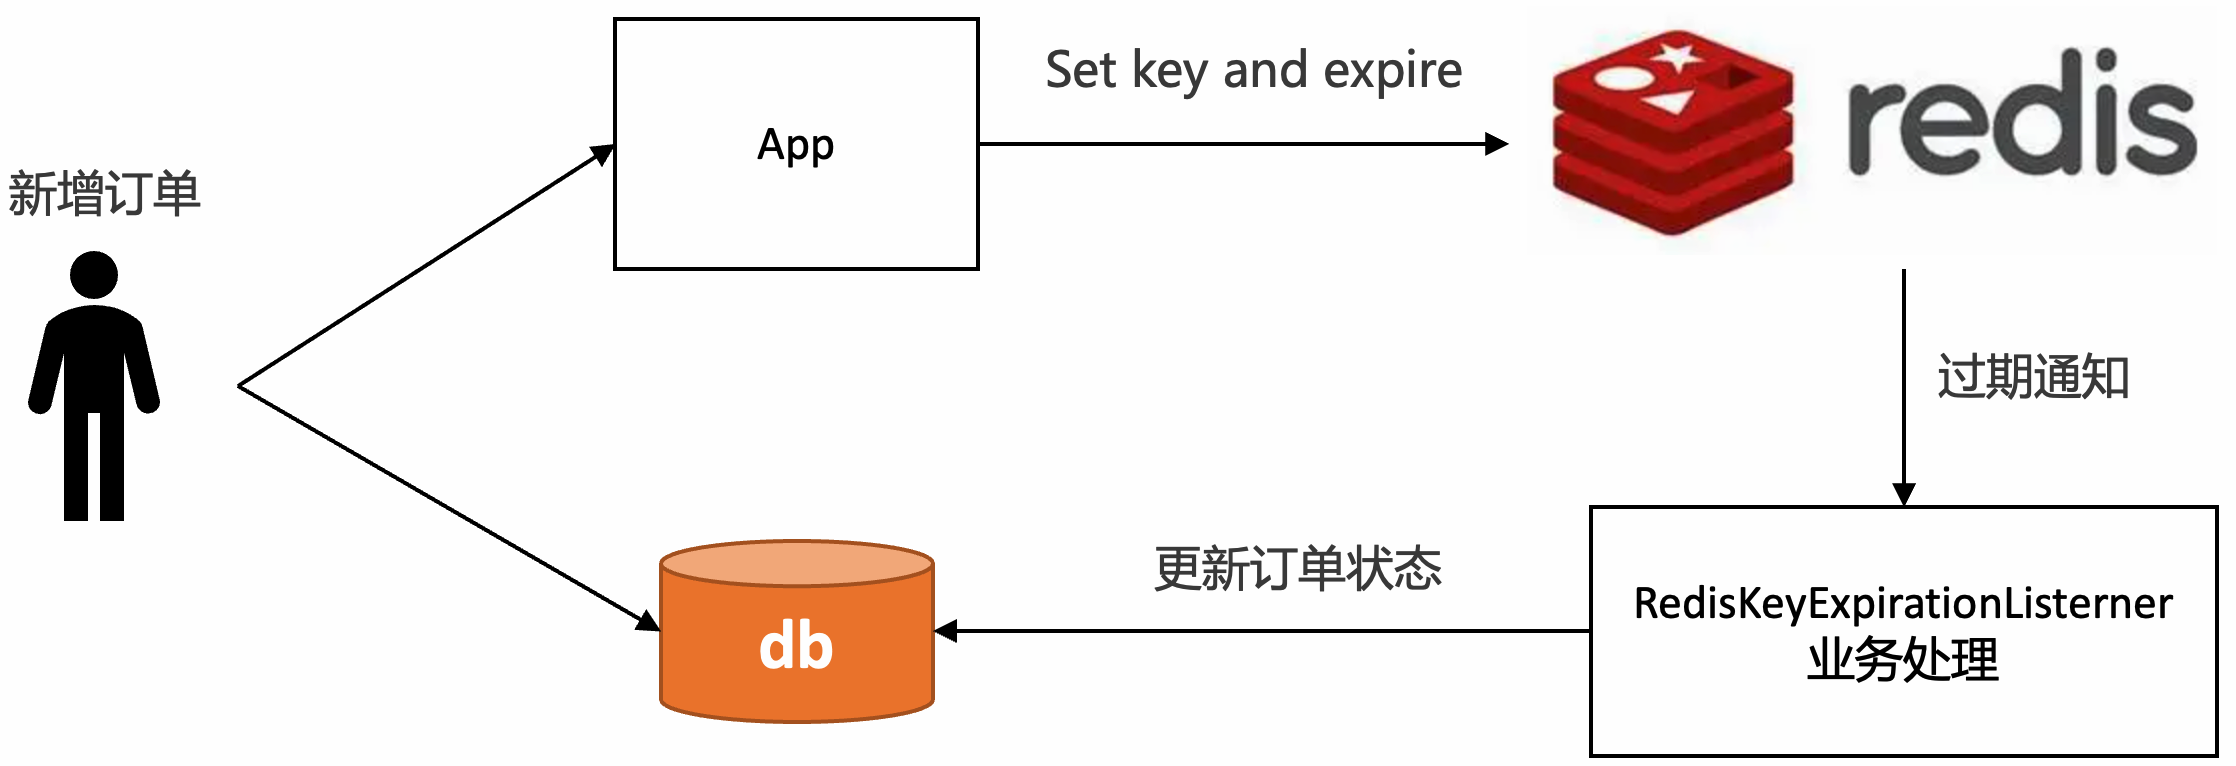 新增订单
App
Set key and expire
redis
过期通知
更新订单状态
db
RedisKeyExpirationListerner
业务处理